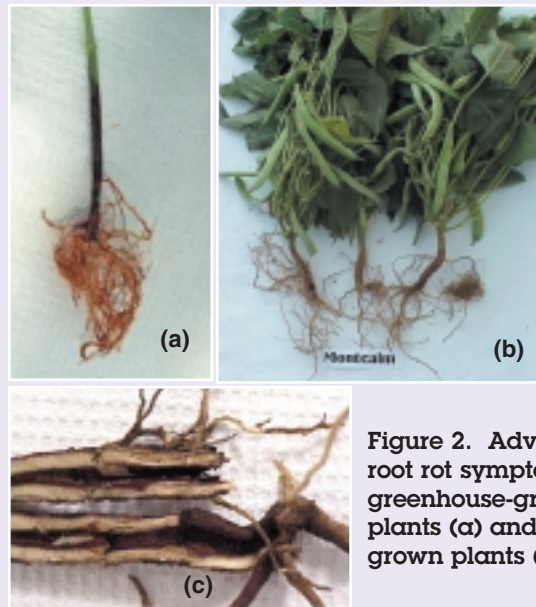 (a)
Montcalm
(b)
(c)
Figure 2. Adv
root rot sympto
greenhouse-gr
plants (a) and
grown plants (